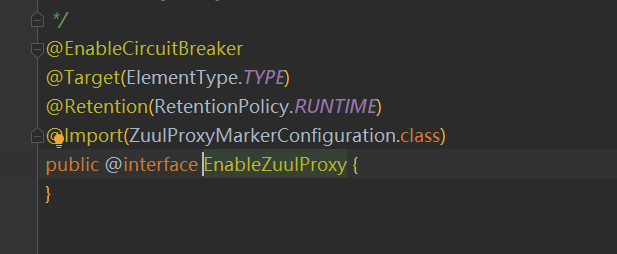 */
@EnableCircuitBreaker
@Target(ElementType.TYPE)
@Retention(RetentionPolicy.RUNTIME)
@Import(ZuulProxyMarkerConfiguration.class)
public @interface EnableZuulProxy {
}